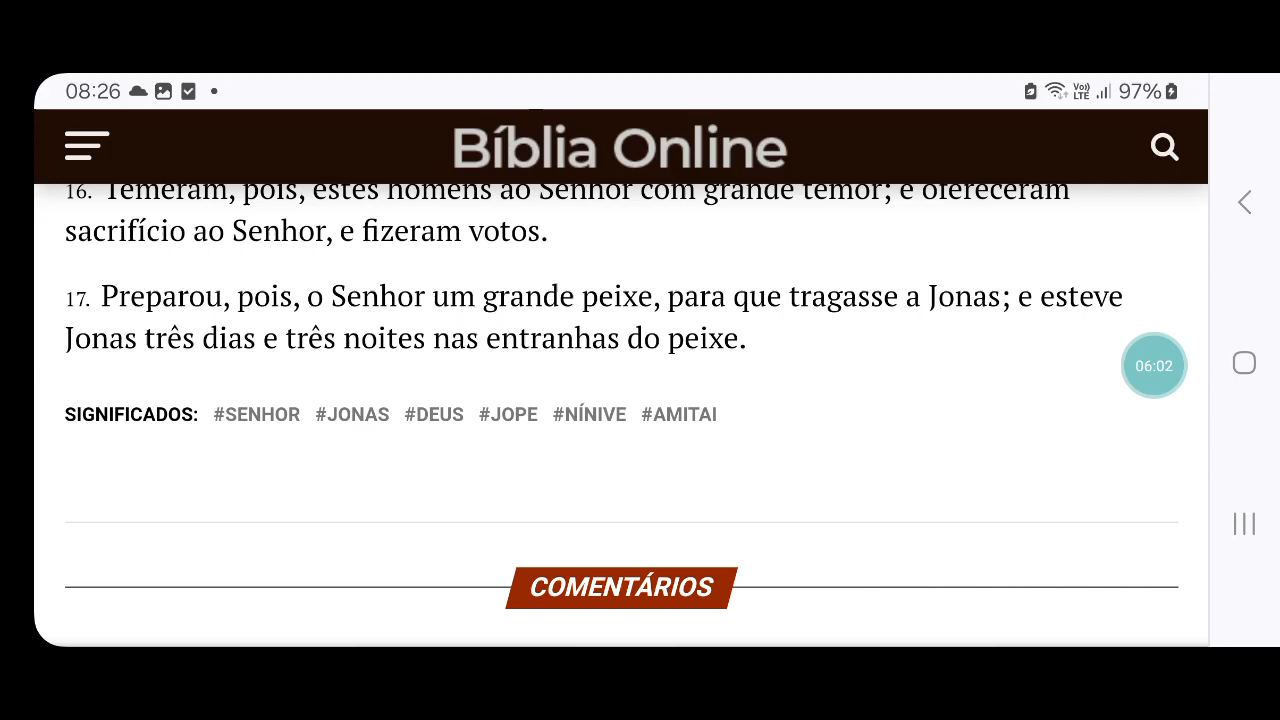 08:26
Vo))
LTE
97%
Bíblia Online
16. Temeram, pois, estes homens ao Senhor com grande temor; e ofereceram
sacrifício ao Senhor, e fizeram votos.
17. Preparou, pois, o Senhor um grande peixe, para que tragasse a Jonas; e esteve
Jonas três dias e três noites nas entranhas do peixe.
06:02
SIGNIFICADOS: #SENHOR #JONAS #DEUS #JOPE #NÍNIVE #AMITAI
COMENTÁRIOS